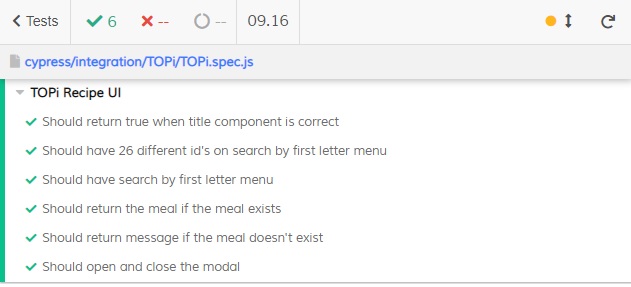 Tests 6 -- -- 09.16
cypress/integration/TOPi/TOPi.spec.js
TOPi Recipe UI
Should return true when title component is correct
Should have 26 different id's on search by first letter menu
Should have search by first letter menu
Should return the meal if the meal exists
Should return message if the meal doesn't exist
Should open and close the modal